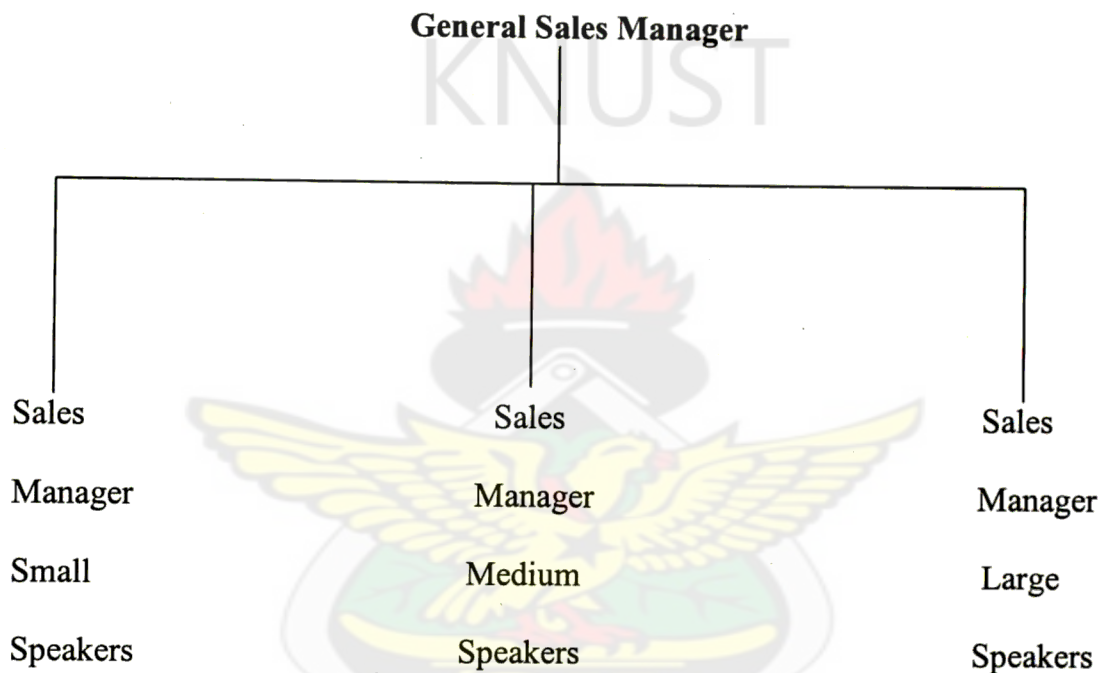 General Sales Manager
KNUST
Sales
Manager
Small
Speakers
Sales
Manager
Medium
Speakers
Sales
Manager
Large
Speakers